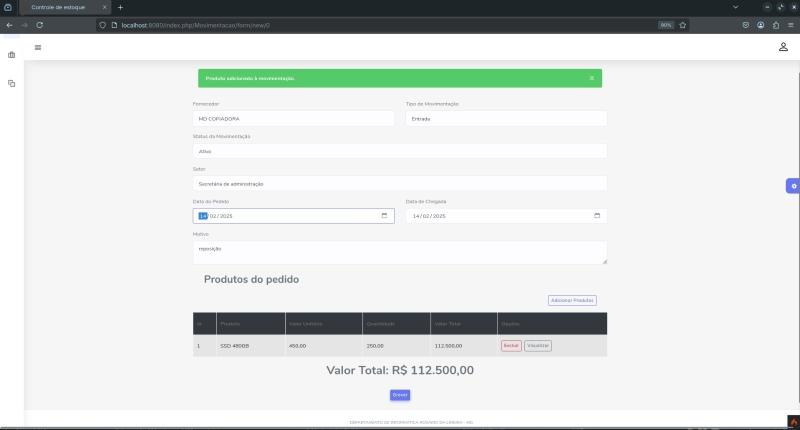 Controle de estoque
localhost:8080/index.php/Movimentacao/form/new/0
90%
Produto adicionado à movimentação.
Fornecedor
Tipo de Movimentação
MD COPIADORA
Entrada
Status da Movimentação
Ativo
Setor
Secretária de administração
Data do Pedido
Data de Chegada
14/02/2025
14/02/2025
Motivo
reposição
Produtos do pedido
Adicionar Produtos
Id Produto Valor Unitário Quantidade Valor Total Opções
1 SSD 480GB 450,00 250,00 112.500,00 Excluir Visualizar
Valor Total: R$ 112.500,00
Gravar
DEPARTAMENTO DE INFORMÁTICA ROSÁRIO DA LIMEIRA - MG